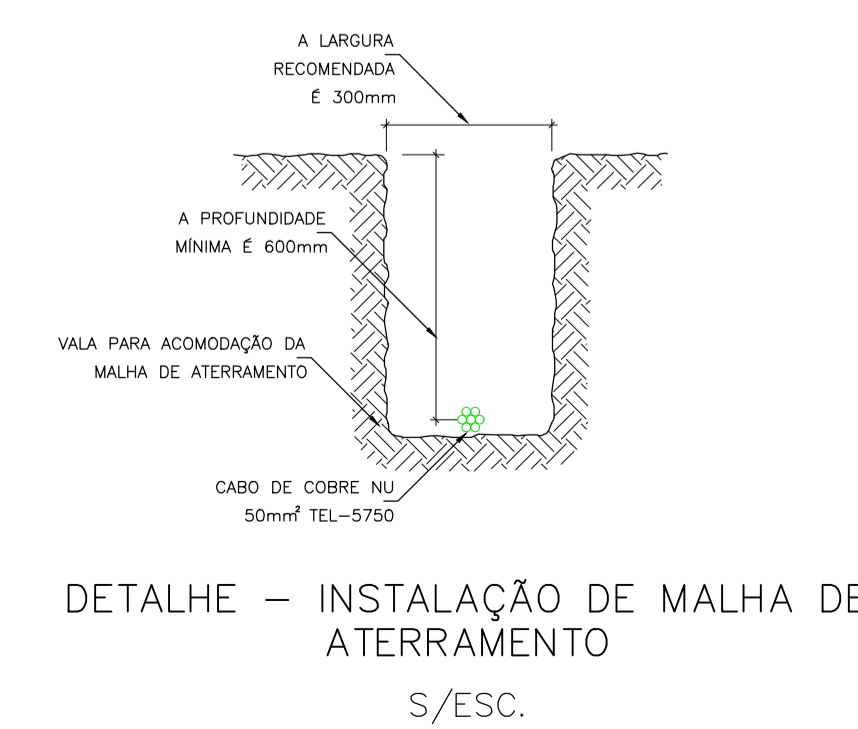 A LARGURA
RECOMENDADA
É 300mm
A PROFUNDIDADE
MÍNIMA É 600mm
VALA PARA ACOMODAÇÃO DA
MALHA DE ATERRAMENTO
CABO DE COBRE NU
50mm² TEL-5750
DETALHE - INSTALAÇÃO DE MALHA DE
ATERRAMENTO
S/ESC.